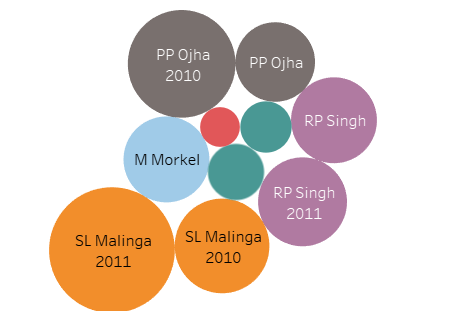 PP Ojha
2010
PP Ojha
RP Singh
M Morkel
RP Singh
2011
SL Malinga
2010
SL Malinga
2011